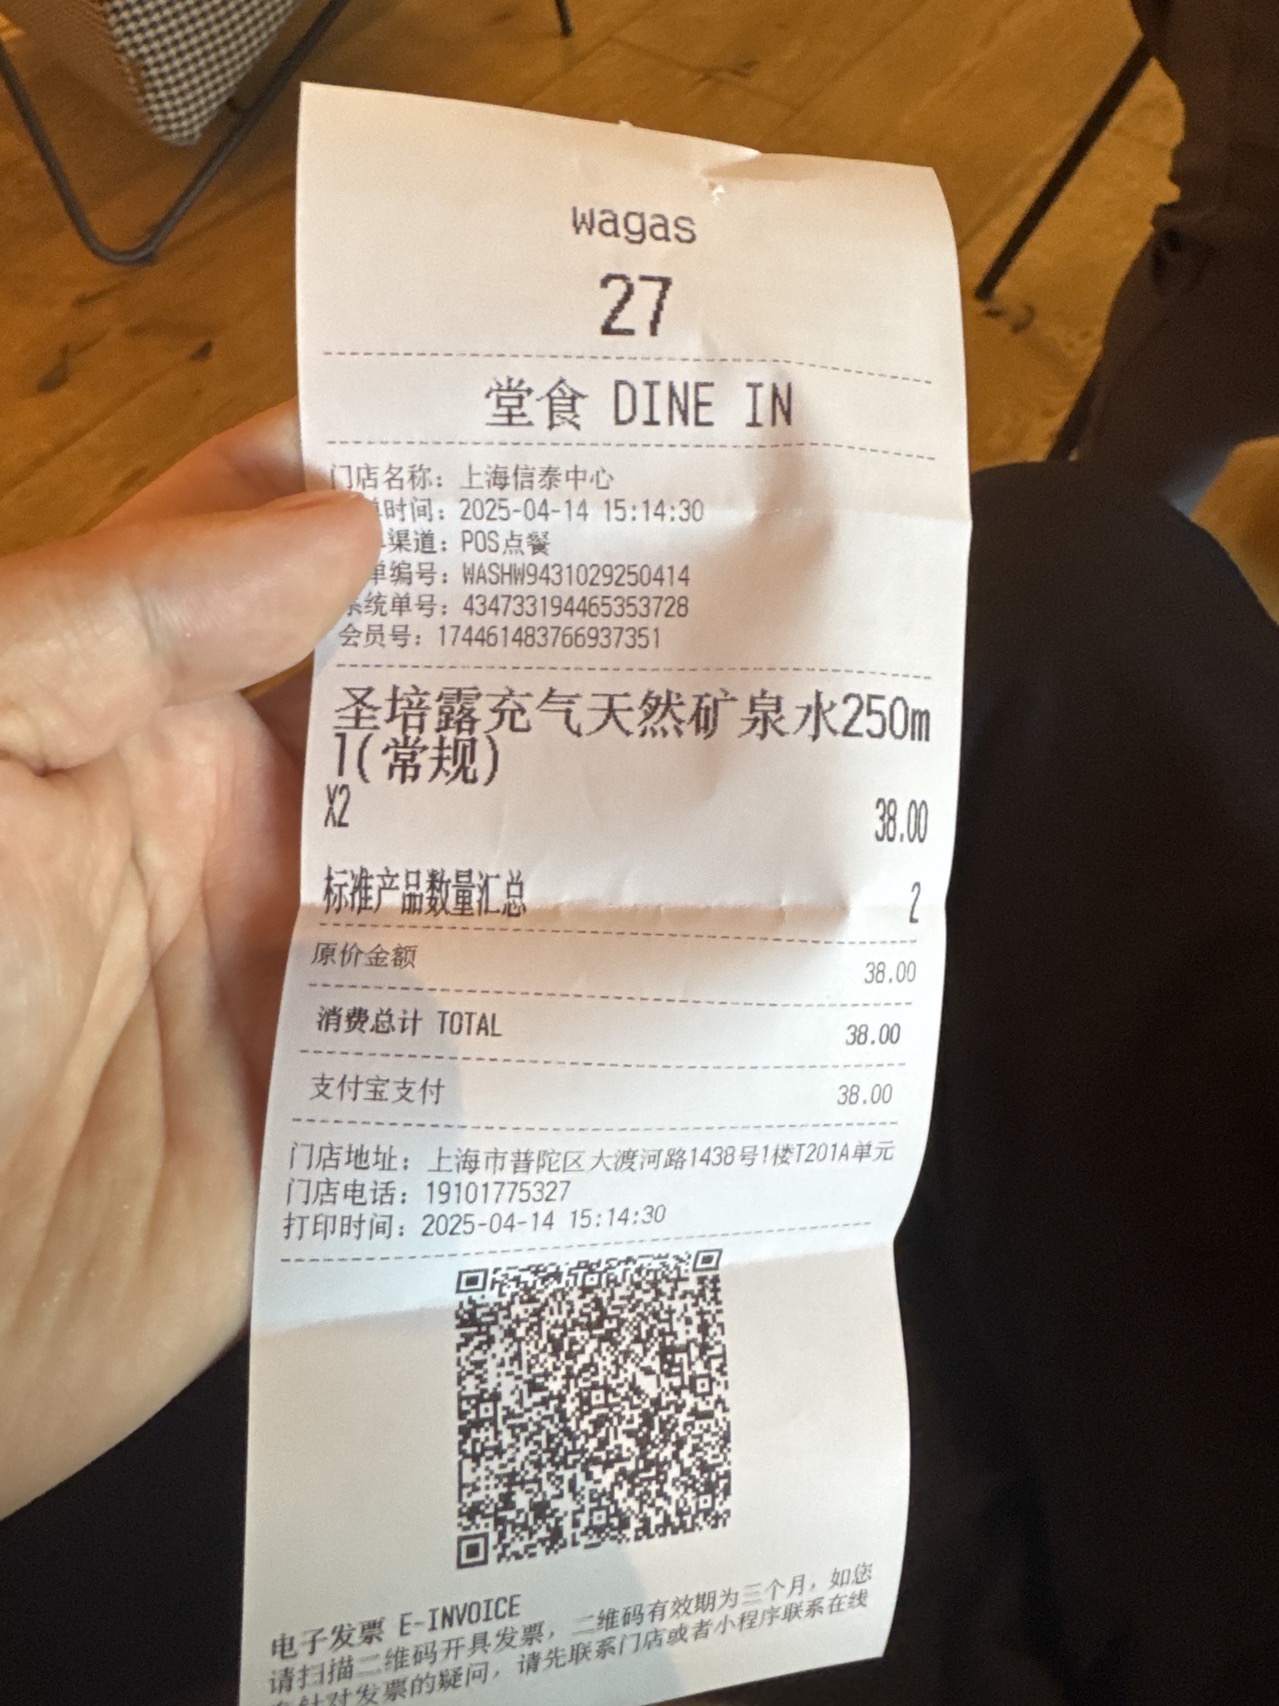 wagas
27
堂食 DINE IN
门店名称：上海信泰中心
单时间：2025-04-14 15:14:30
渠道：POS点餐
单编号：WASHW9431029250414
系统单号：434733194465353728
会员号：174461483766937351
圣培露充气天然矿泉水250m
l(常规)
X2 38.00
标准产品数量汇总 2
原价金额 38.00
消费总计 TOTAL 38.00
支付宝支付 38.00
门店地址：上海市普陀区大渡河路1438号1楼T201A单元
门店电话：19101775327
打印时间：2025-04-14 15:14:30
电子发票 E-INVOICE
请扫描二维码开具发票，二维码有效期为三个月，如您
针对发票的疑问，请先联系门店或者小程序联系在线